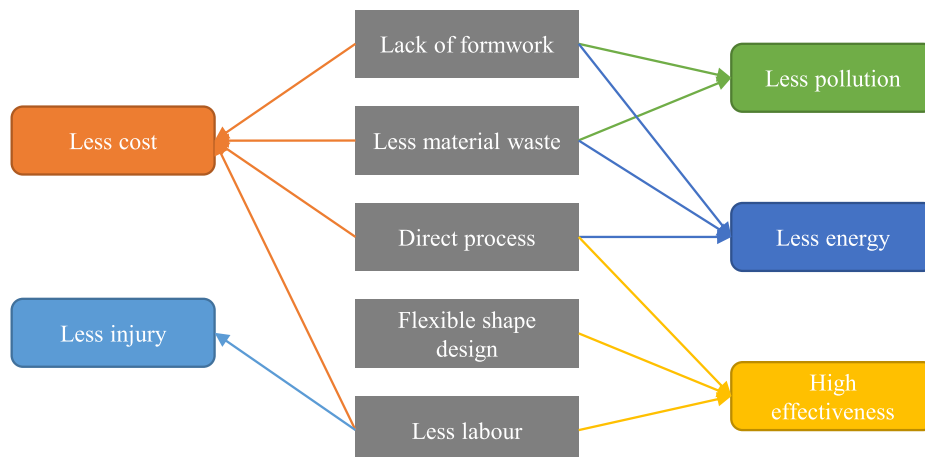 Lack of formwork
Less pollution
Less cost
Less material waste
Direct process
Less energy
Less injury
Flexible shape
design
High
effectiveness
Less labour